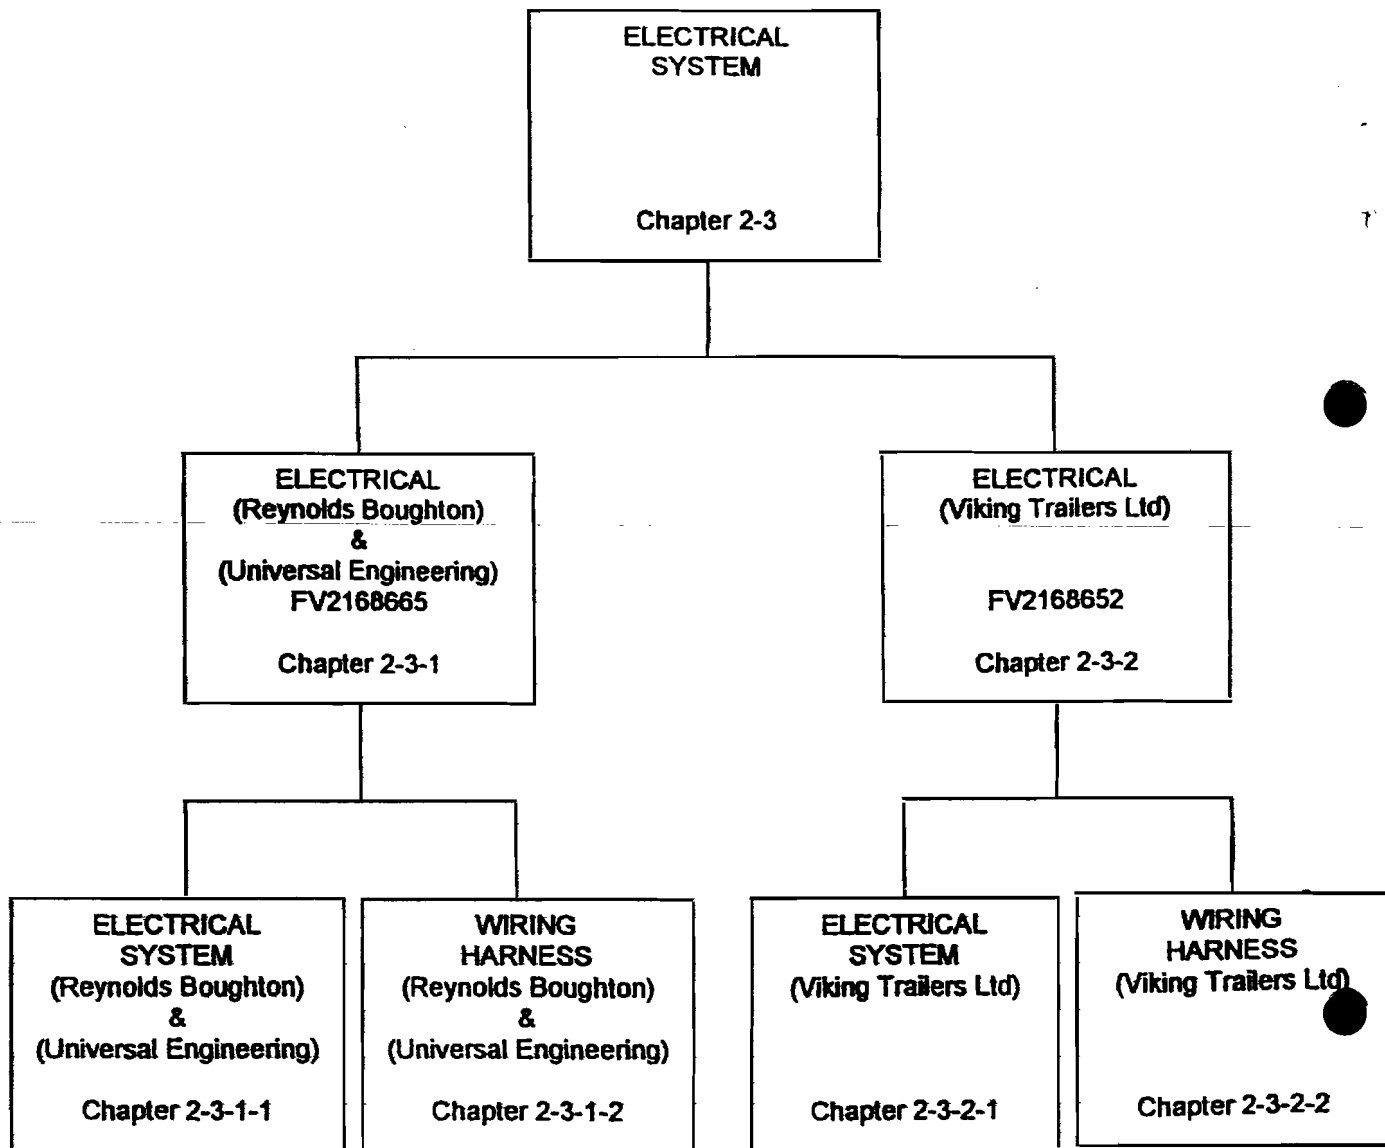 ELECTRICAL
SYSTEM
Chapter 2-3
ELECTRICAL
(Reynolds Boughton)
&
(Universal Engineering)
FV2168665
Chapter 2-3-1
ELECTRICAL
(Viking Trailers Ltd)
FV2168652
Chapter 2-3-2
ELECTRICAL
SYSTEM
(Reynolds Boughton)
&
(Universal Engineering)
Chapter 2-3-1-1
WIRING
HARNESS
(Reynolds Boughton)
&
(Universal Engineering)
Chapter 2-3-1-2
ELECTRICAL
SYSTEM
(Viking Trailers Ltd)
Chapter 2-3-2-1
WIRING
HARNESS
(Viking Trailers Ltd)
Chapter 2-3-2-2